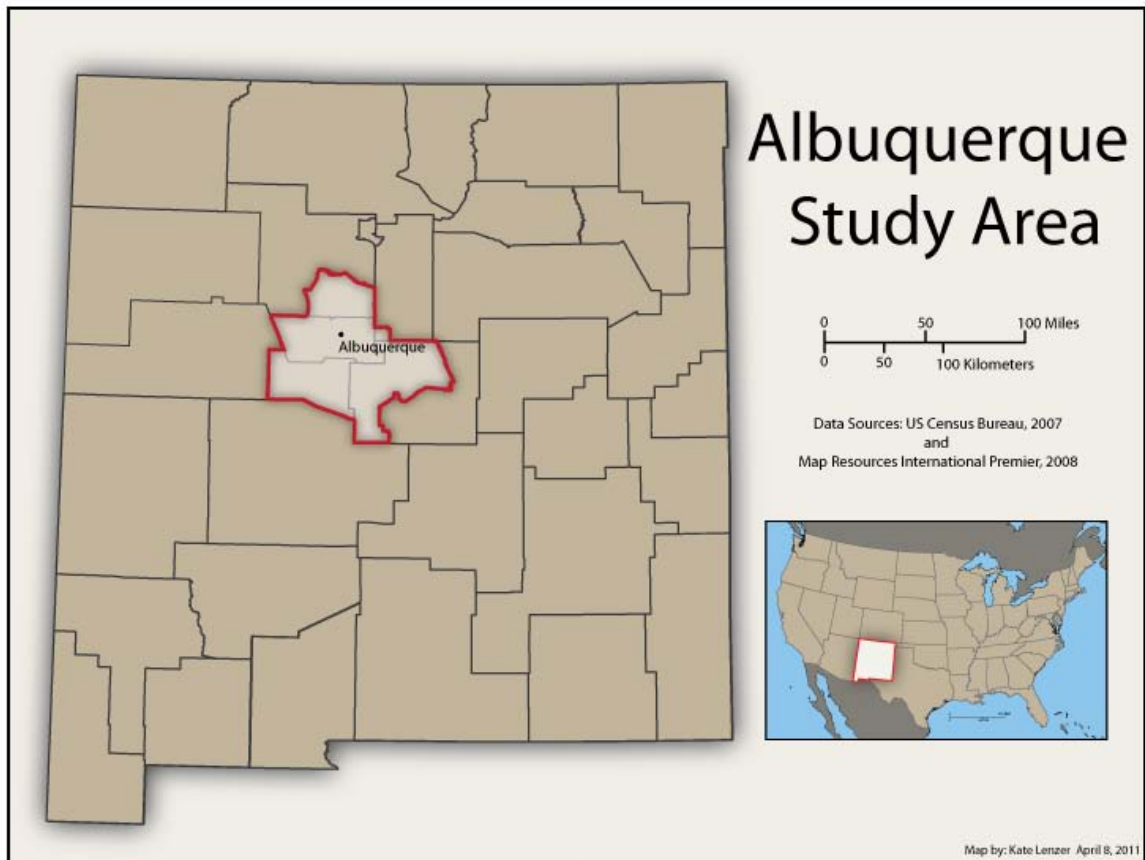 Albuquerque
Study Area
Albuquerque
0 50 100 Miles
0 50 100 Kilometers
Data Sources: US Census Bureau, 2007
and
Map Resources International Premier, 2008
Map by: Kate Lenzer April 8, 2011